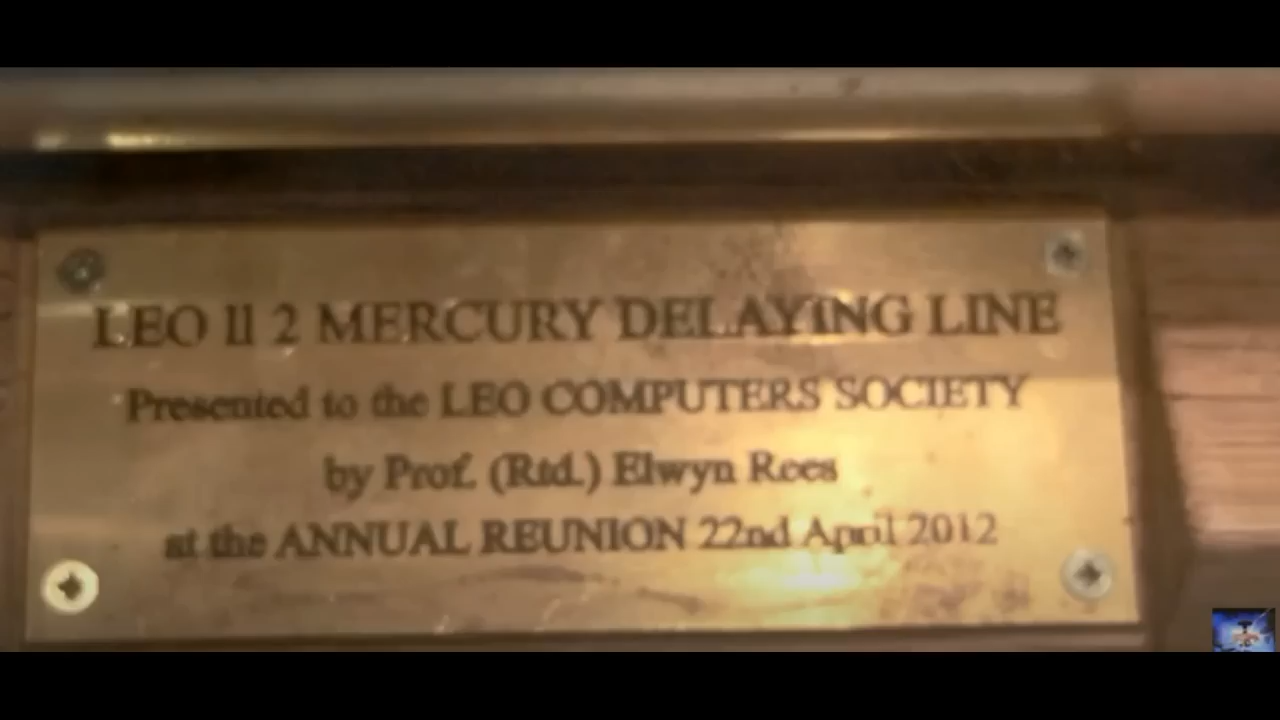 LEO ll 2 MERCURY DELAYING LINE
Presented to the LEO COMPUTERS SOCIETY
by Prof. (Rtd.) Elwyn Rees
at the ANNUAL REUNION 22nd April 2012